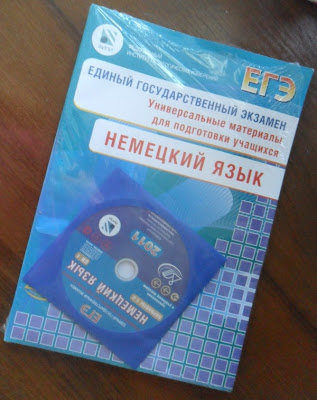 ЕГЭ
ЕДИНЫЙ ГОСУДАРСТВЕННЫЙ ЭКЗАМЕН
Универсальные материалы
для подготовки учащихся
НЕМЕЦКИЙ ЯЗЫК
2011
НЕМЕЦКИЙ ЯЗЫК
ЕГЭ